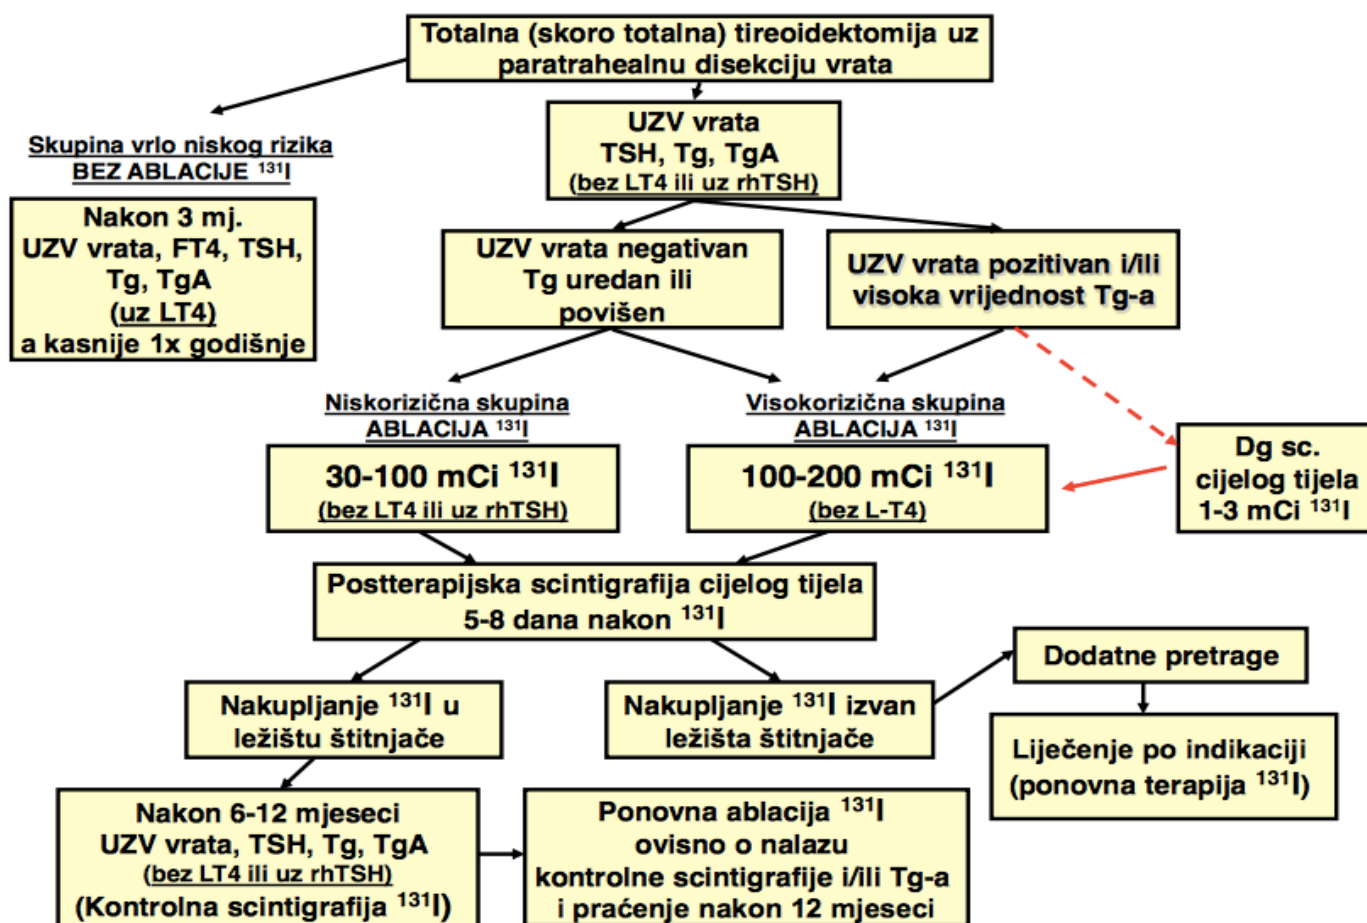 Totalna (skoro totalna) tireoidektomija uz
paratrahealnu disekciju vrata
Skupina vrlo niskog rizika
BEZ ABLACIJE ¹³¹I
Nakon 3 mj.
UZV vrata, FT4, TSH,
Tg, TgA
(uz LT4)
a kasnije 1x godišnje
UZV vrata
TSH, Tg, TgA
(bez LT4 ili uz rhTSH)
UZV vrata negativan
Tg uredan ili
povišen
UZV vrata pozitivan i/ili
visoka vrijednost Tg-a
Niskorizična skupina
ABLACIJA ¹³¹I
30-100 mCi ¹³¹I
(bez LT4 ili uz rhTSH)
Visokorizična skupina
ABLACIJA ¹³¹I
100-200 mCi ¹³¹I
(bez L-T4)
Dg sc.
cijelog tijela
1-3 mCi ¹³¹I
Postterapijska scintigrafija cijelog tijela
5-8 dana nakon ¹³¹I
Nakupljanje ¹³¹I u
ležištu štitnjače
Nakupljanje ¹³¹I izvan
ležišta štitnjače
Dodatne pretrage
Liječenje po indikaciji
(ponovna terapija ¹³¹I)
Nakon 6-12 mjeseci
UZV vrata, TSH, Tg, TgA
(bez LT4 ili uz rhTSH)
(Kontrolna scintigrafija ¹³¹I)
Ponovna ablacija ¹³¹I
ovisno o nalazu
kontrolne scintigrafije i/ili Tg-a
i praćenje nakon 12 mjeseci